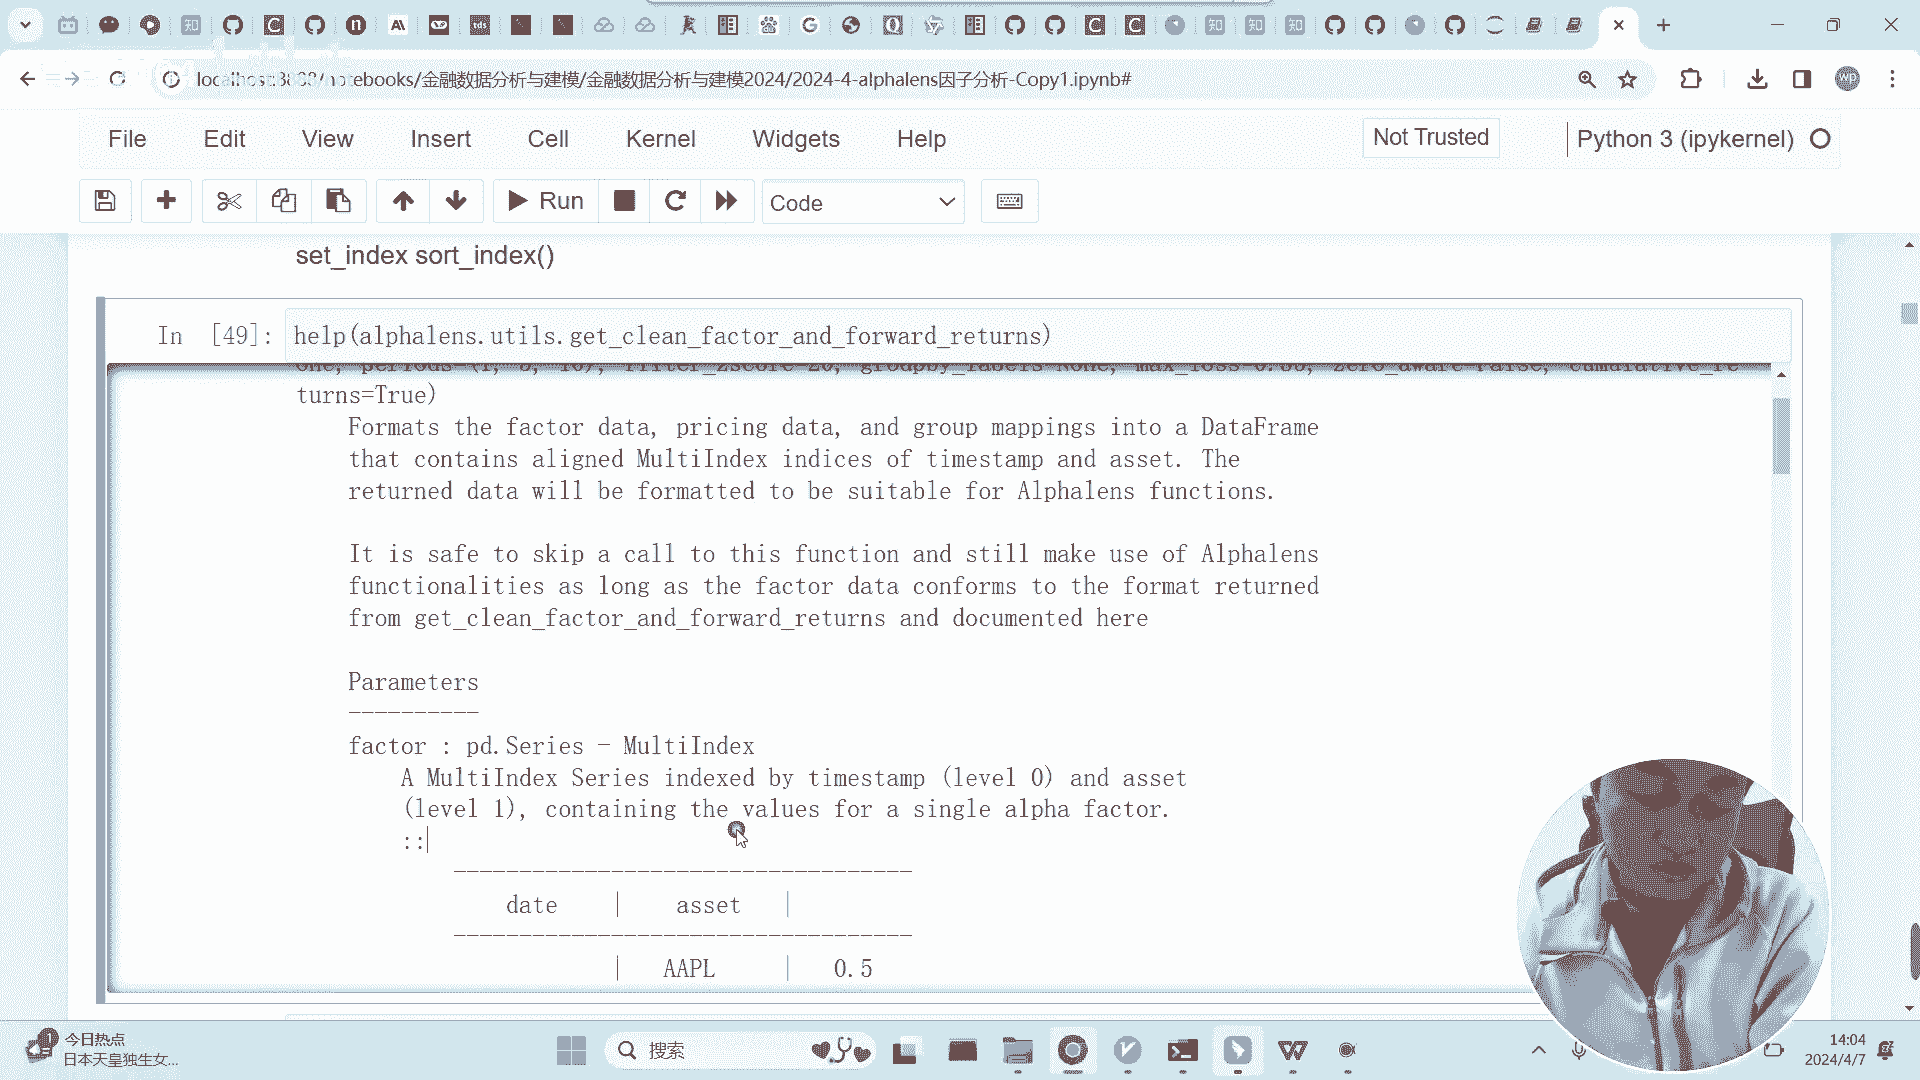 localhost:8888/notebooks/金融数据分析与建模/金融数据分析与建模2024/2024-4-alphalens因子分析-Copy1.ipynb#
wp
File Edit View Insert Cell Kernel Widgets Help Not Trusted Python 3 (ipykernel)
Run Code
set_index sort_index()
In [49]: help(alphalens.utils.get_clean_factor_and_forward_returns)
turns=True)
Formats the factor data, pricing data, and group mappings into a DataFrame
that contains aligned MultiIndex indices of timestamp and asset. The
returned data will be formatted to be suitable for Alphalens functions.
It is safe to skip a call to this function and still make use of Alphalens
functionalities as long as the factor data conforms to the format returned
from get_clean_factor_and_forward_returns and documented here
Parameters
----------
factor : pd.Series - MultiIndex
A MultiIndex Series indexed by timestamp (level 0) and asset
(level 1), containing the values for a single alpha factor.
::
-----------------------------------
date | asset |
-----------------------------------
| AAPL | 0.5
今日热点
日本天皇独生女...
搜索
14:04
2024/4/7